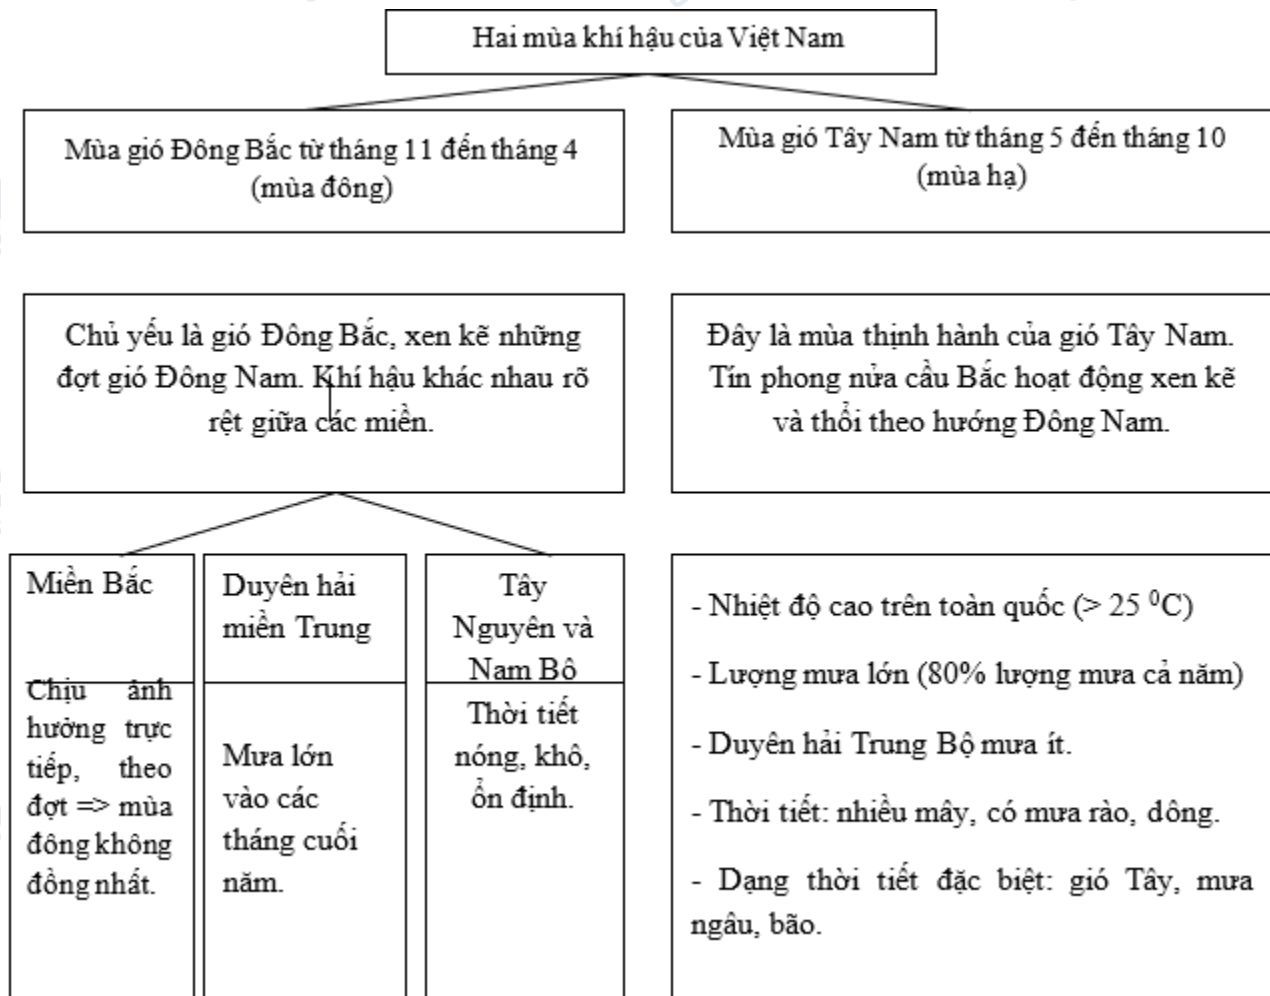 Hai mùa khí hậu của Việt Nam
Mùa gió Đông Bắc từ tháng 11 đến tháng 4
(mùa đông)
Mùa gió Tây Nam từ tháng 5 đến tháng 10
(mùa hạ)
Chủ yếu là gió Đông Bắc, xen kẽ những
đợt gió Đông Nam. Khí hậu khác nhau rõ
rệt giữa các miền.
Đây là mùa thịnh hành của gió Tây Nam.
Tín phong nửa cầu Bắc hoạt động xen kẽ
và thổi theo hướng Đông Nam.
Miền Bắc
Chịu ảnh
hưởng trực
tiếp, theo
đợt => mùa
đông không
đồng nhất.
Duyên hải
miền Trung
Mưa lớn
vào các
tháng cuối
năm.
Tây
Nguyên và
Nam Bộ
Thời tiết
nóng, khô,
ổn định.
- Nhiệt độ cao trên toàn quốc (> 25 ⁰C)
- Lượng mưa lớn (80% lượng mưa cả năm)
- Duyên hải Trung Bộ mưa ít.
- Thời tiết: nhiều mây, có mưa rào, dông.
- Dạng thời tiết đặc biệt: gió Tây, mưa
ngâu, bão.